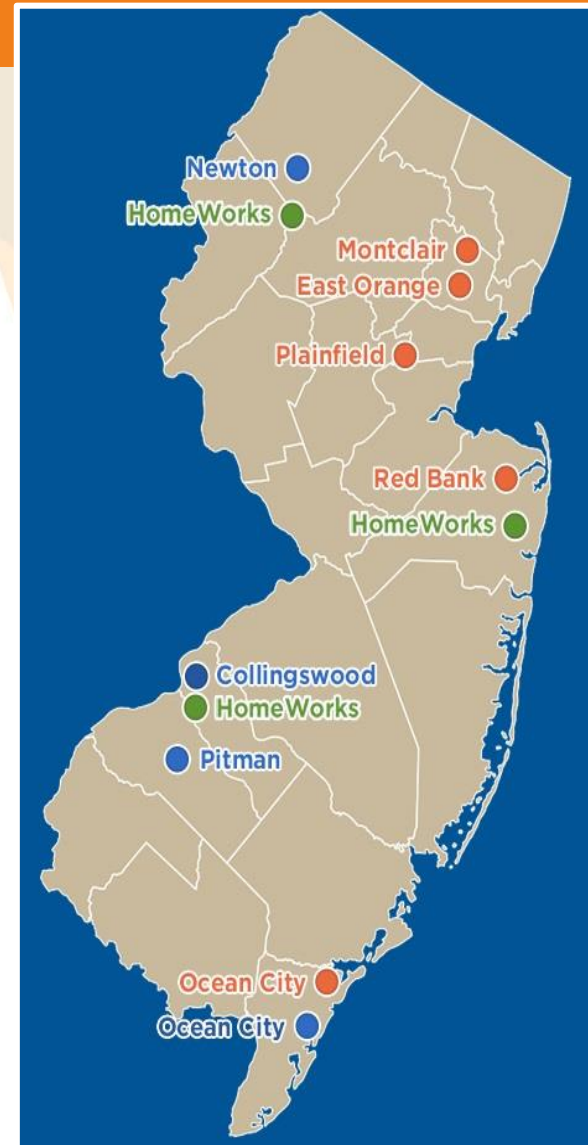 Newton
HomeWorks
Montclair
East Orange
Plainfield
Red Bank
HomeWorks
Collingswood
HomeWorks
Pitman
Ocean City
Ocean City